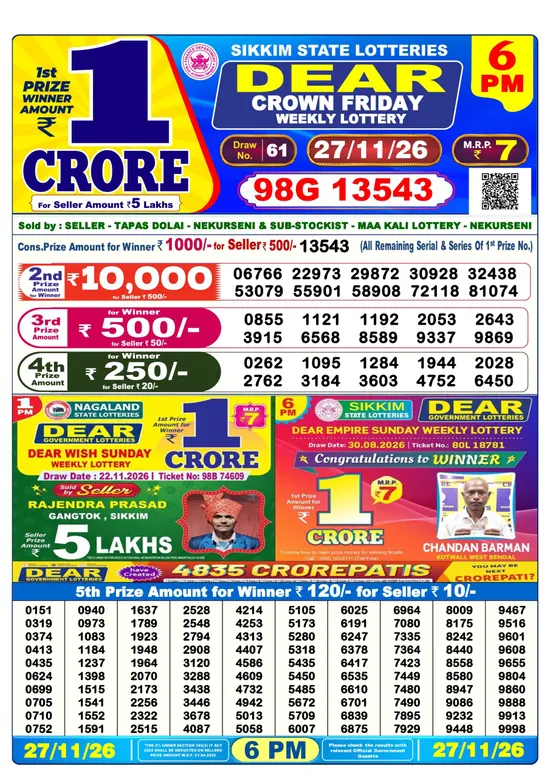 1st
PRIZE
WINNER
AMOUNT
₹
1
CRORE
For Seller Amount ₹5 Lakhs
SIKKIM STATE LOTTERIES
DEAR
CROWN FRIDAY
WEEKLY LOTTERY
6
PM
Draw No. 61
27/11/26
M.R.P. ₹ 7
98G 13543
Sold by : SELLER - TAPAS DOLAI - NEKURSENI & SUB-STOCKIST - MAA KALI LOTTERY - NEKURSENI
Cons.Prize Amount for Winner ₹ 1000/- for Seller ₹ 500/- 13543 (All Remaining Serial & Series Of 1st Prize No.)
2nd Prize Amount for Winner ₹ 10,000 for Seller ₹ 500/-
06766 22973 29872 30928 32438
53079 55901 58908 72118 81074
3rd Prize Amount for Winner ₹ 500/- for Seller ₹ 50/-
0855 1121 1192 2053 2643
3915 6568 8589 9337 9869
4th Prize Amount for Winner ₹ 250/- for Seller ₹ 20/-
0262 1095 1284 1944 2028
2762 3184 3603 4752 6450
1 PM
NAGALAND
STATE LOTTERIES
DEAR
GOVERNMENT LOTTERIES
DEAR WISH SUNDAY
WEEKLY LOTTERY
1st Prize Amount for Winner
₹ 1 CRORE
M.R.P. ₹ 7
Draw Date : 22.11.2026 Ticket No: 98B 74609
Sold by Seller
RAJENDRA PRASAD
GANGTOK , SIKKIM
Seller Prize Amount ₹ 5 LAKHS
6 PM
SIKKIM
STATE LOTTERIES
DEAR
GOVERNMENT LOTTERIES
DEAR EMPIRE SUNDAY WEEKLY LOTTERY
Draw Date: 30.08.2026 | Ticket No.: 80L 18781
Congratulations to WINNER
1st Prize Amount for Winner
₹ 1 CRORE
M.R.P. ₹ 7
CHANDAN BARMAN
KOTWALI WEST BENGAL
DEAR
GOVERNMENT LOTTERIES
have Created
4835 CROREPATIS
YOU MAY BE NEXT
CROREPATI?
5th Prize Amount for Winner ₹ 120/- for Seller ₹ 10/-
0151 0940 1637 2528 4214 5105 6025 6964 8009 9467
0319 0973 1789 2548 4253 5173 6191 7080 8175 9516
0374 1083 1923 2794 4313 5280 6247 7335 8242 9601
0413 1184 1948 2908 4407 5318 6378 7364 8440 9608
0435 1237 1964 3120 4586 5435 6417 7423 8558 9655
0624 1398 2070 3288 4609 5450 6535 7449 8580 9804
0699 1515 2173 3438 4732 5485 6610 7480 8947 9860
0705 1541 2256 3446 4942 5672 6701 7490 9086 9888
0710 1552 2322 3678 5013 5709 6839 7895 9232 9913
0752 1591 2515 4087 5058 6007 6875 7929 9448 9998
27/11/26
6 PM
Please check the results with
relevant Official Government
Gazette
27/11/26